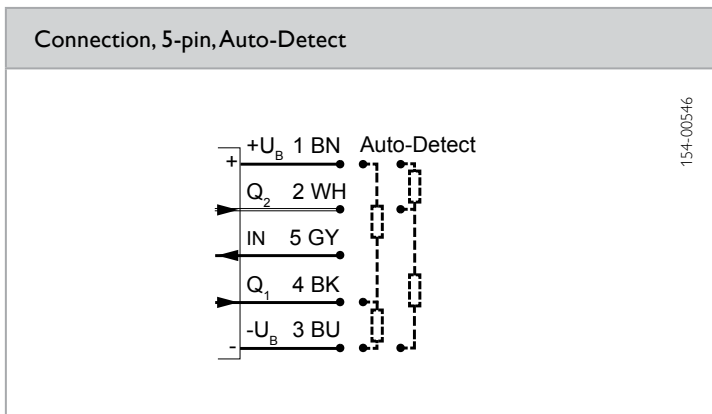 Connection, 5-pin, Auto-Detect
154-00546
+U_B 1 BN Auto-Detect
+
Q_2 2 WH
IN 5 GY
Q_1 4 BK
-U_B 3 BU
-